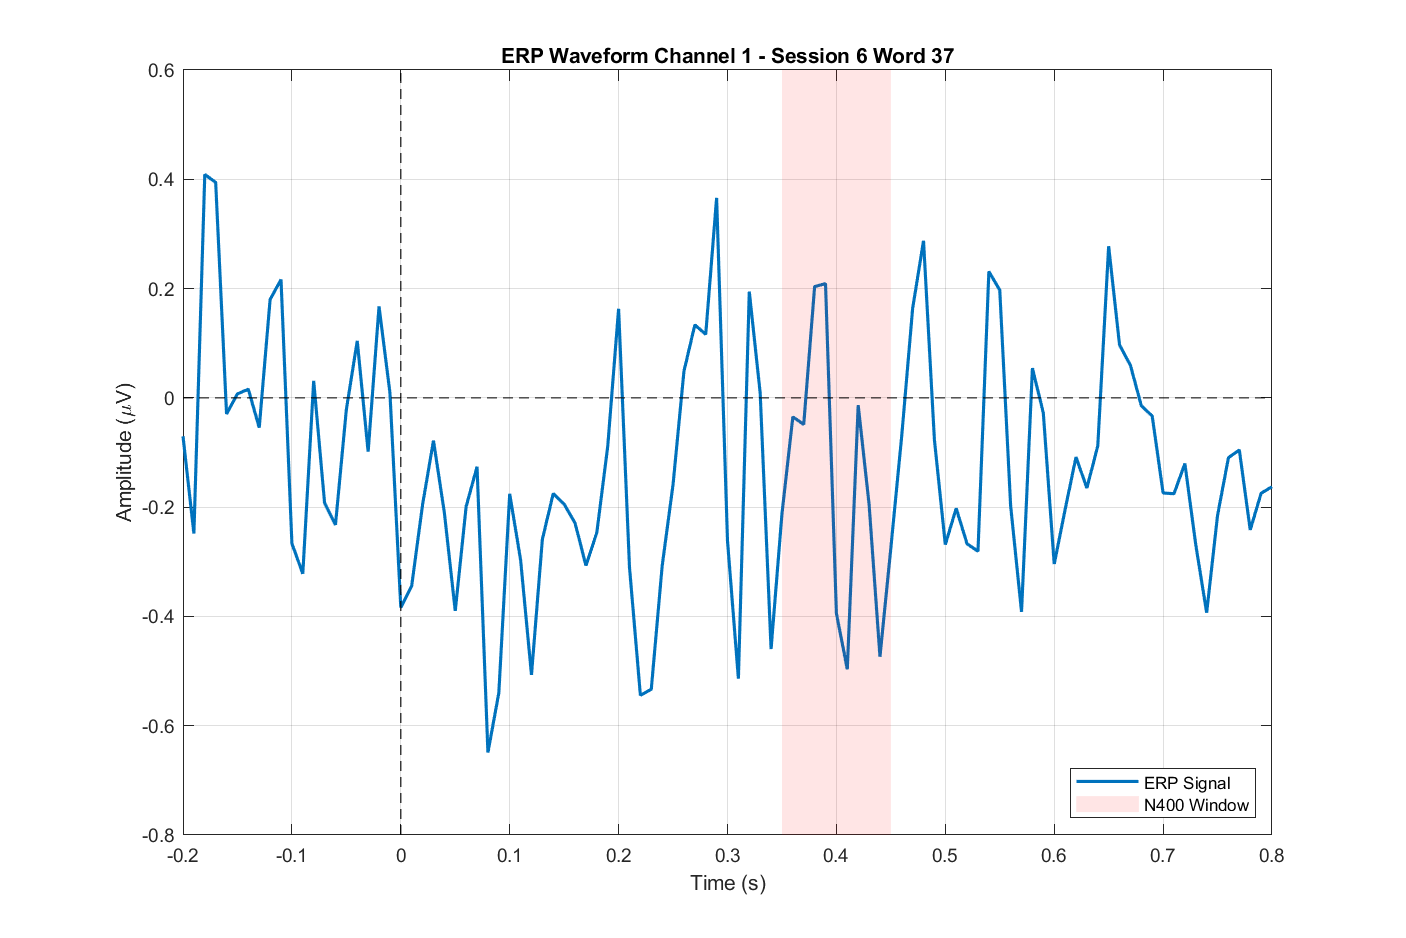 ERP Waveform Channel 1 - Session 6 Word 37
0.6
0.4
0.2
0
-0.2
-0.4
-0.6
-0.8
Amplitude (μV)
-0.2 -0.1 0 0.1 0.2 0.3 0.4 0.5 0.6 0.7 0.8
Time (s)
ERP Signal
N400 Window